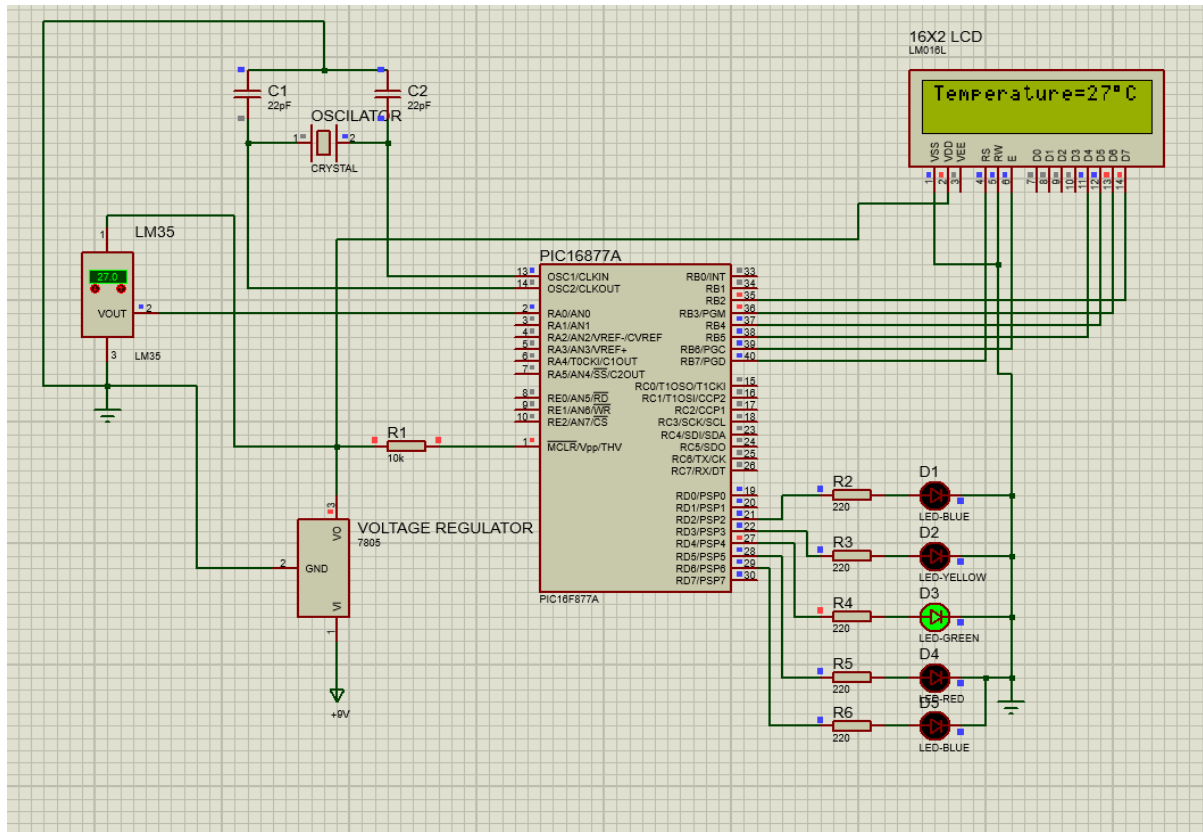 16X2 LCD
LM016L
Temperature=27°C
VSS VDD VEE RS RW E D0 D1 D2 D3 D4 D5 D6 D7
1 2 3 4 5 6 7 8 9 10 11 12 13 14
C1
22pF
C2
22pF
OSCILATOR
1 2
CRYSTAL
LM35
1
27.0
VOUT 2
3
LM35
PIC16877A
13 OSC1/CLKIN
14 OSC2/CLKOUT
2 RA0/AN0
3 RA1/AN1
4 RA2/AN2/VREF-/CVREF
5 RA3/AN3/VREF+
6 RA4/T0CKI/C1OUT
7 RA5/AN4/SS/C2OUT
8 RE0/AN5/RD
9 RE1/AN6/WR
10 RE2/AN7/CS
1 MCLR/Vpp/THV
RB0/INT 33
RB1 34
RB2 35
RB3/PGM 36
RB4 37
RB5 38
RB6/PGC 39
RB7/PGD 40
RC0/T1OSO/T1CKI 15
RC1/T1OSI/CCP2 16
RC2/CCP1 17
RC3/SCK/SCL 18
RC4/SDI/SDA 23
RC5/SDO 24
RC6/TX/CK 25
RC7/RX/DT 26
RD0/PSP0 19
RD1/PSP1 20
RD2/PSP2 21
RD3/PSP3 22
RD4/PSP4 27
RD5/PSP5 28
RD6/PSP6 29
RD7/PSP7 30
PIC16F877A
R1
10k
VOLTAGE REGULATOR
7805
3
VO
2 GND
VI
1
+9V
R2
220
D1
LED-BLUE
R3
220
D2
LED-YELLOW
R4
220
D3
LED-GREEN
R5
220
D4
LED-RED
R6
220
D5
LED-BLUE